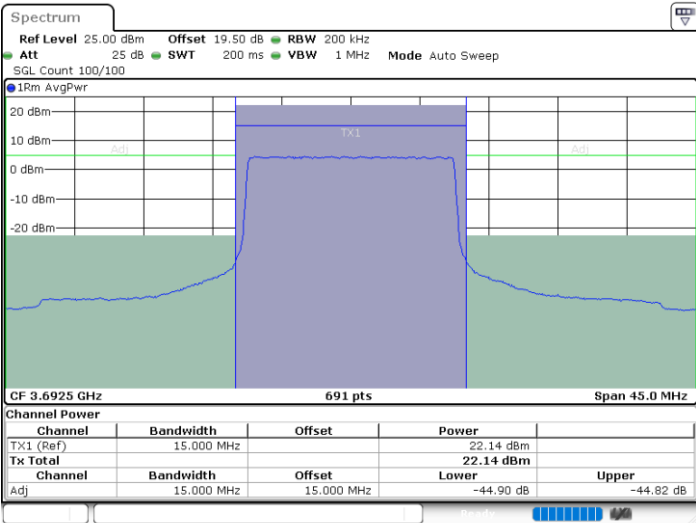 Spectrum
Ref Level 25.00 dBm Offset 19.50 dB RBW 200 kHz
Att 25 dB SWT 200 ms VBW 1 MHz Mode Auto Sweep
SGL Count 100/100
1Rm AvgPwr
20 dBm
TX1
10 dBm
Adj Adj
0 dBm
-10 dBm
-20 dBm
CF 3.6925 GHz 691 pts Span 45.0 MHz
Channel Power
Channel Bandwidth Offset Power
TX1 (Ref) 15.000 MHz 22.14 dBm
Tx Total 22.14 dBm
Channel Bandwidth Offset Lower Upper
Adj 15.000 MHz 15.000 MHz -44.90 dB -44.82 dB
Ready